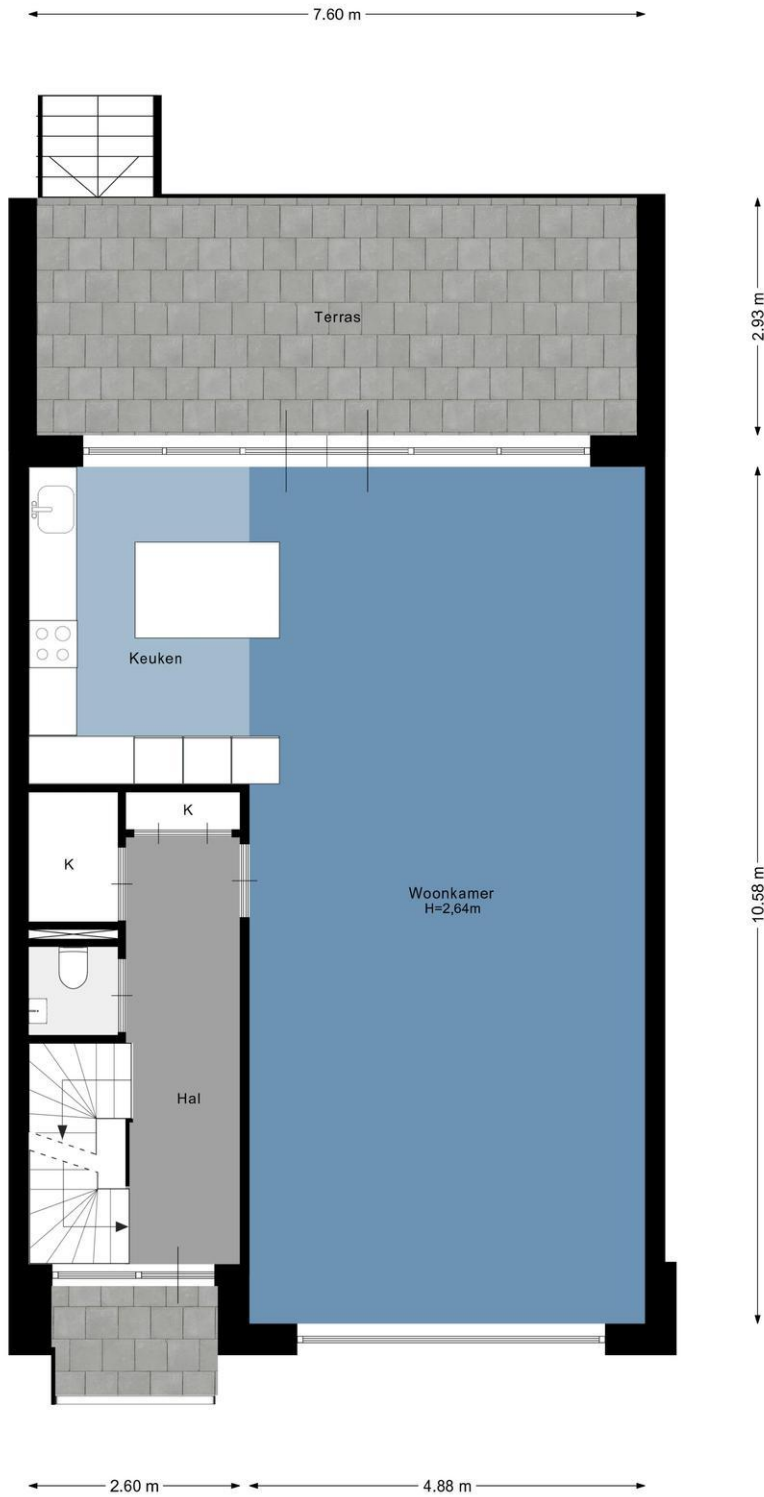 7.60 m
Terras
2.93 m
Keuken
K
K
Woonkamer
H=2,64m
10.58 m
Hal
2.60 m
4.88 m